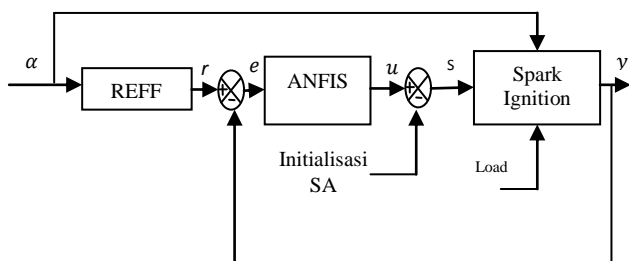 α
REFF
r
+
-
e
ANFIS
u
+
-
s
Spark
Ignition
y
Initialisasi
SA
Load